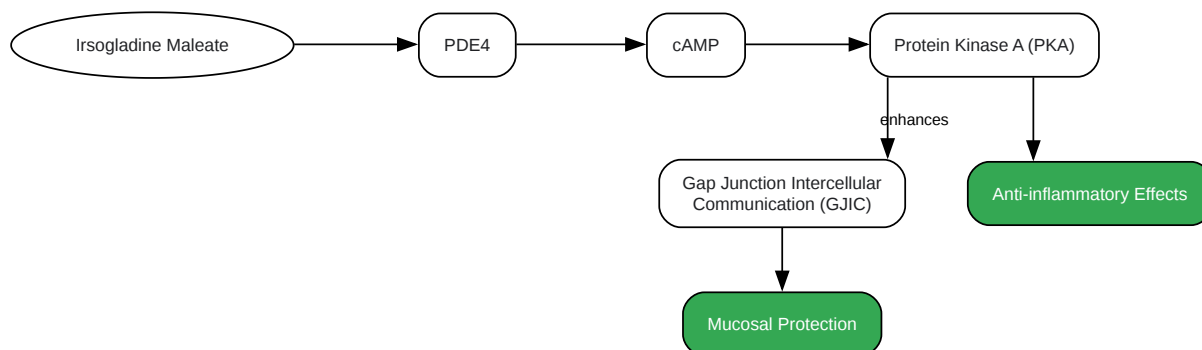 Irsogladine Maleate
PDE4
cAMP
Protein Kinase A (PKA)
enhances
Gap Junction Intercellular
Communication (GJIC)
Anti-inflammatory Effects
Mucosal Protection